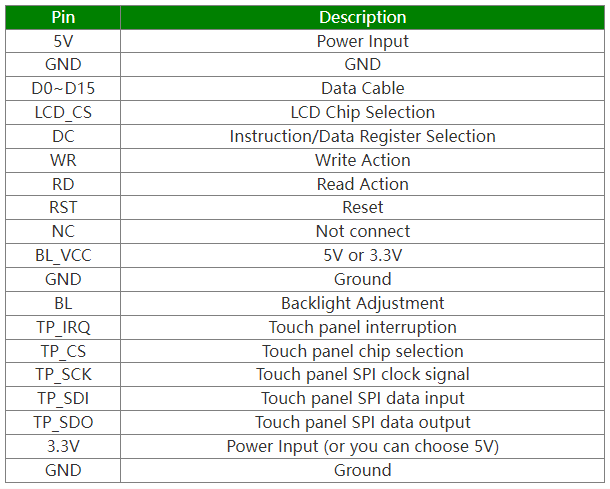 Pin Description
5V Power Input
GND GND
D0~D15 Data Cable
LCD_CS LCD Chip Selection
DC Instruction/Data Register Selection
WR Write Action
RD Read Action
RST Reset
NC Not connect
BL_VCC 5V or 3.3V
GND Ground
BL Backlight Adjustment
TP_IRQ Touch panel interruption
TP_CS Touch panel chip selection
TP_SCK Touch panel SPI clock signal
TP_SDI Touch panel SPI data input
TP_SDO Touch panel SPI data output
3.3V Power Input (or you can choose 5V)
GND Ground